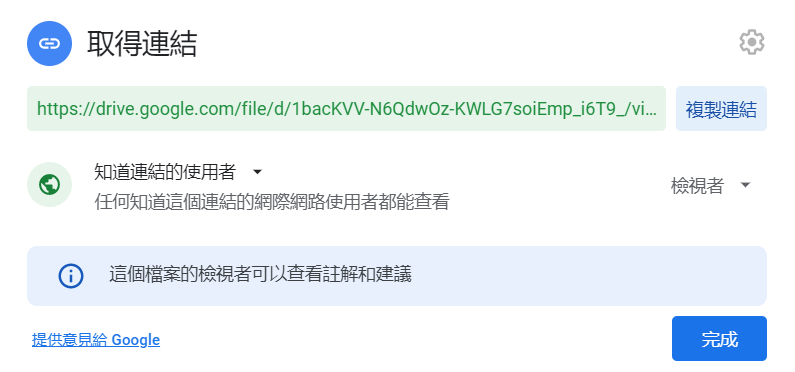 取得連結
https://drive.google.com/file/d/1bacKVV-N6QdwOz-KWLG7soiEmp_i6T9_/vi...
複製連結
知道連結的使用者
任何知道這個連結的網際網路使用者都能查看
檢視者
這個檔案的檢視者可以查看註解和建議
提供意見給 Google
完成